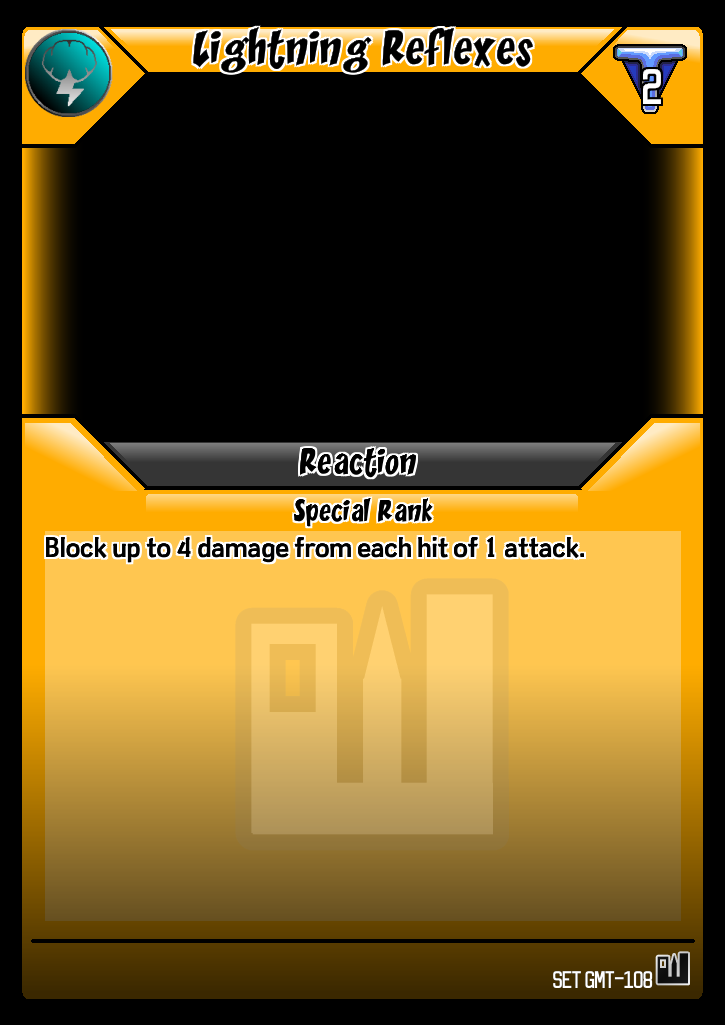 Lightning Reflexes
2
Reaction
Special Rank
Block up to 4 damage from each hit of 1 attack.
SET GMT-108